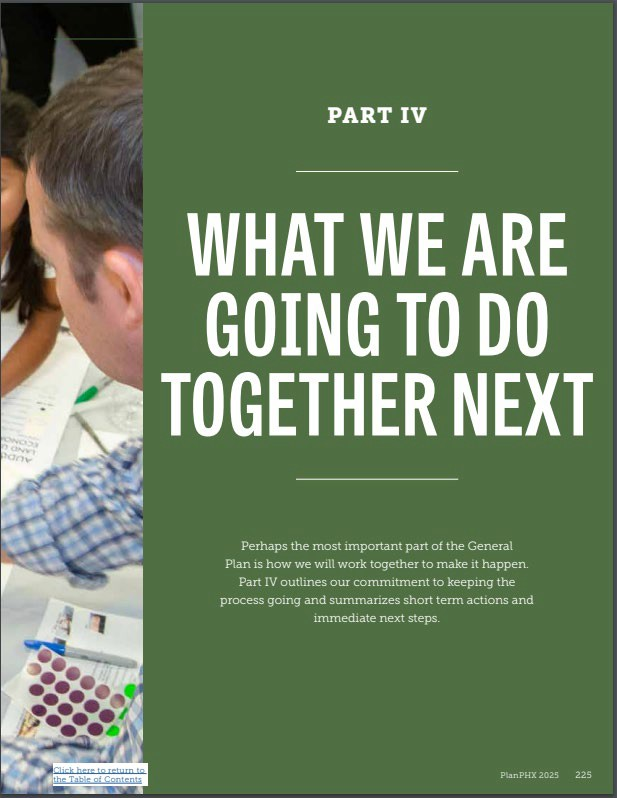 PART IV
WHAT WE ARE
GOING TO DO
TOGETHER NEXT
Perhaps the most important part of the General
Plan is how we will work together to make it happen.
Part IV outlines our commitment to keeping the
process going and summarizes short term actions and
immediate next steps.
Click here to return to
the Table of Contents
PlanPHX 2025 225